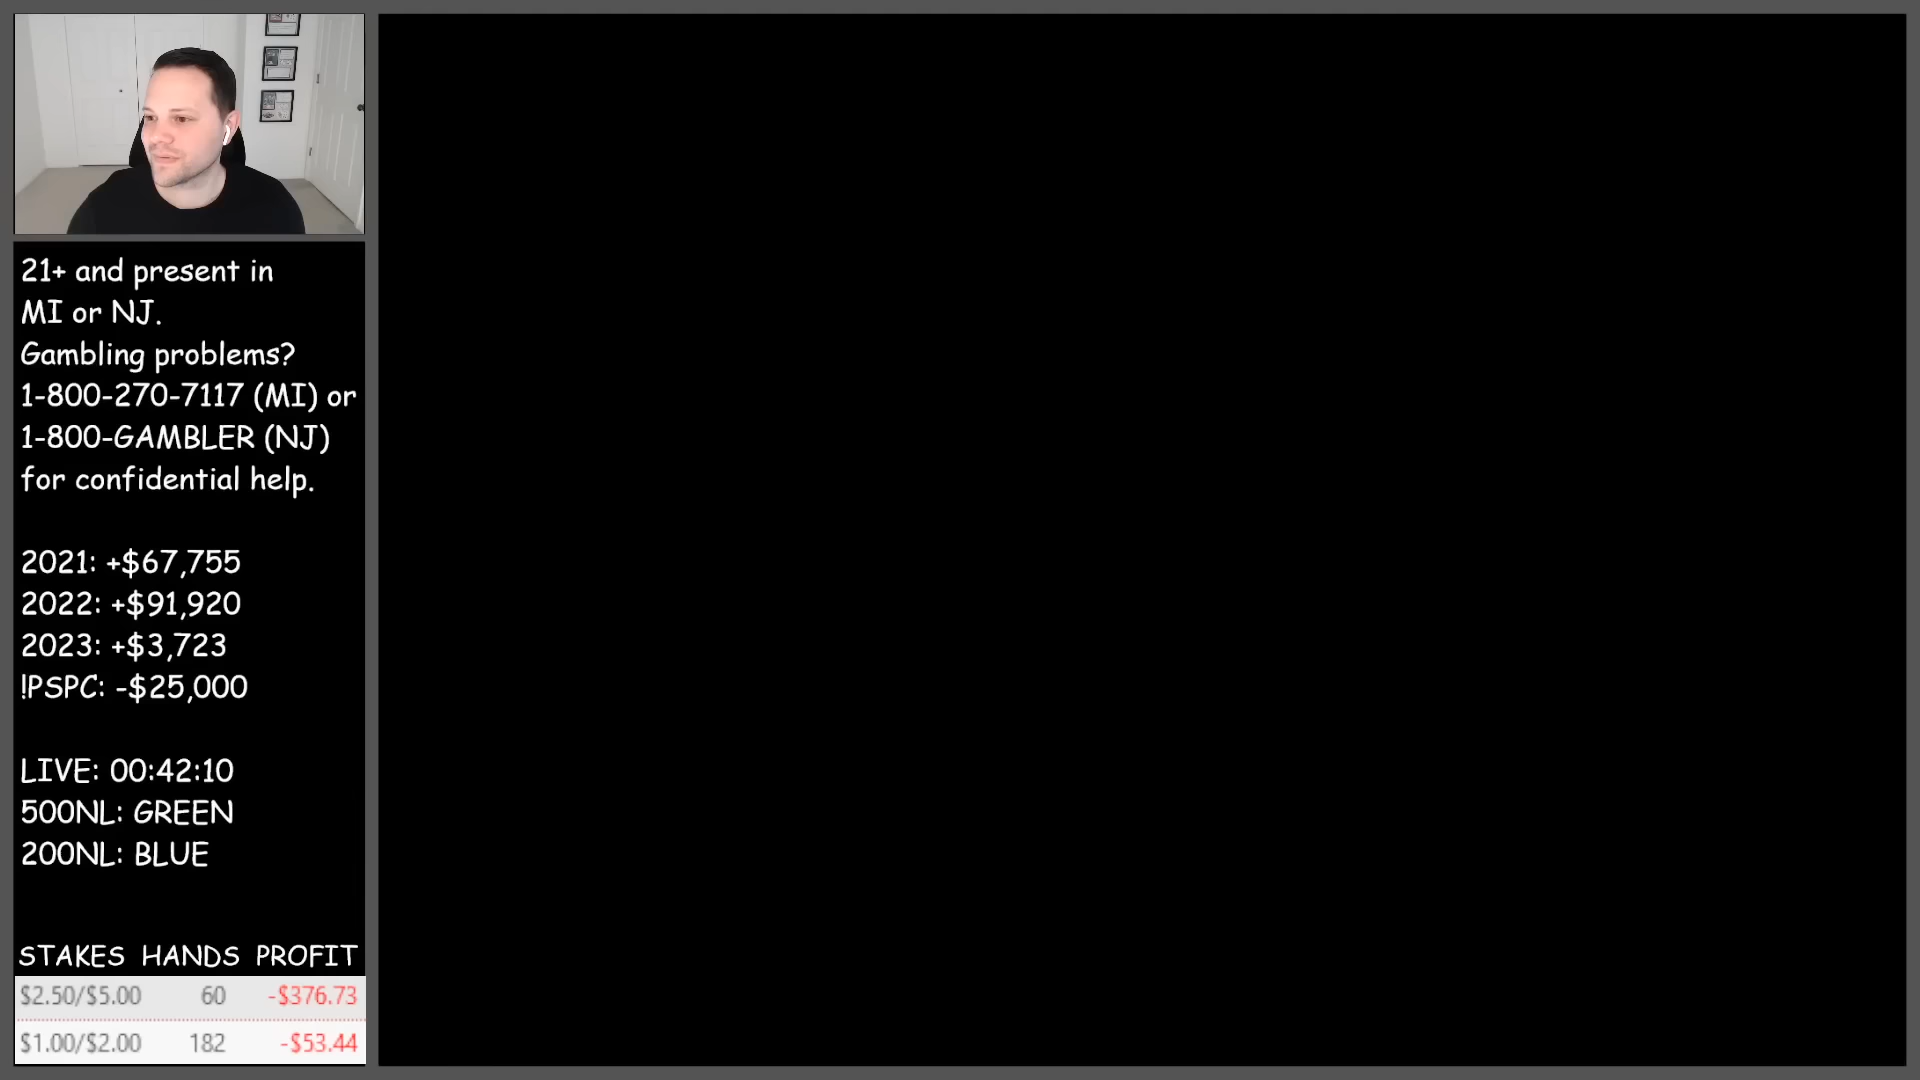 21+ and present in
MI or NJ.
Gambling problems?
1-800-270-7117 (MI) or
1-800-GAMBLER (NJ)
for confidential help.
2021: +$67,755
2022: +$91,920
2023: +$3,723
!PSPC: -$25,000
LIVE: 00:42:10
500NL: GREEN
200NL: BLUE
STAKES HANDS PROFIT
$2.50/$5.00 60 -$376.73
$1.00/$2.00 182 -$53.44